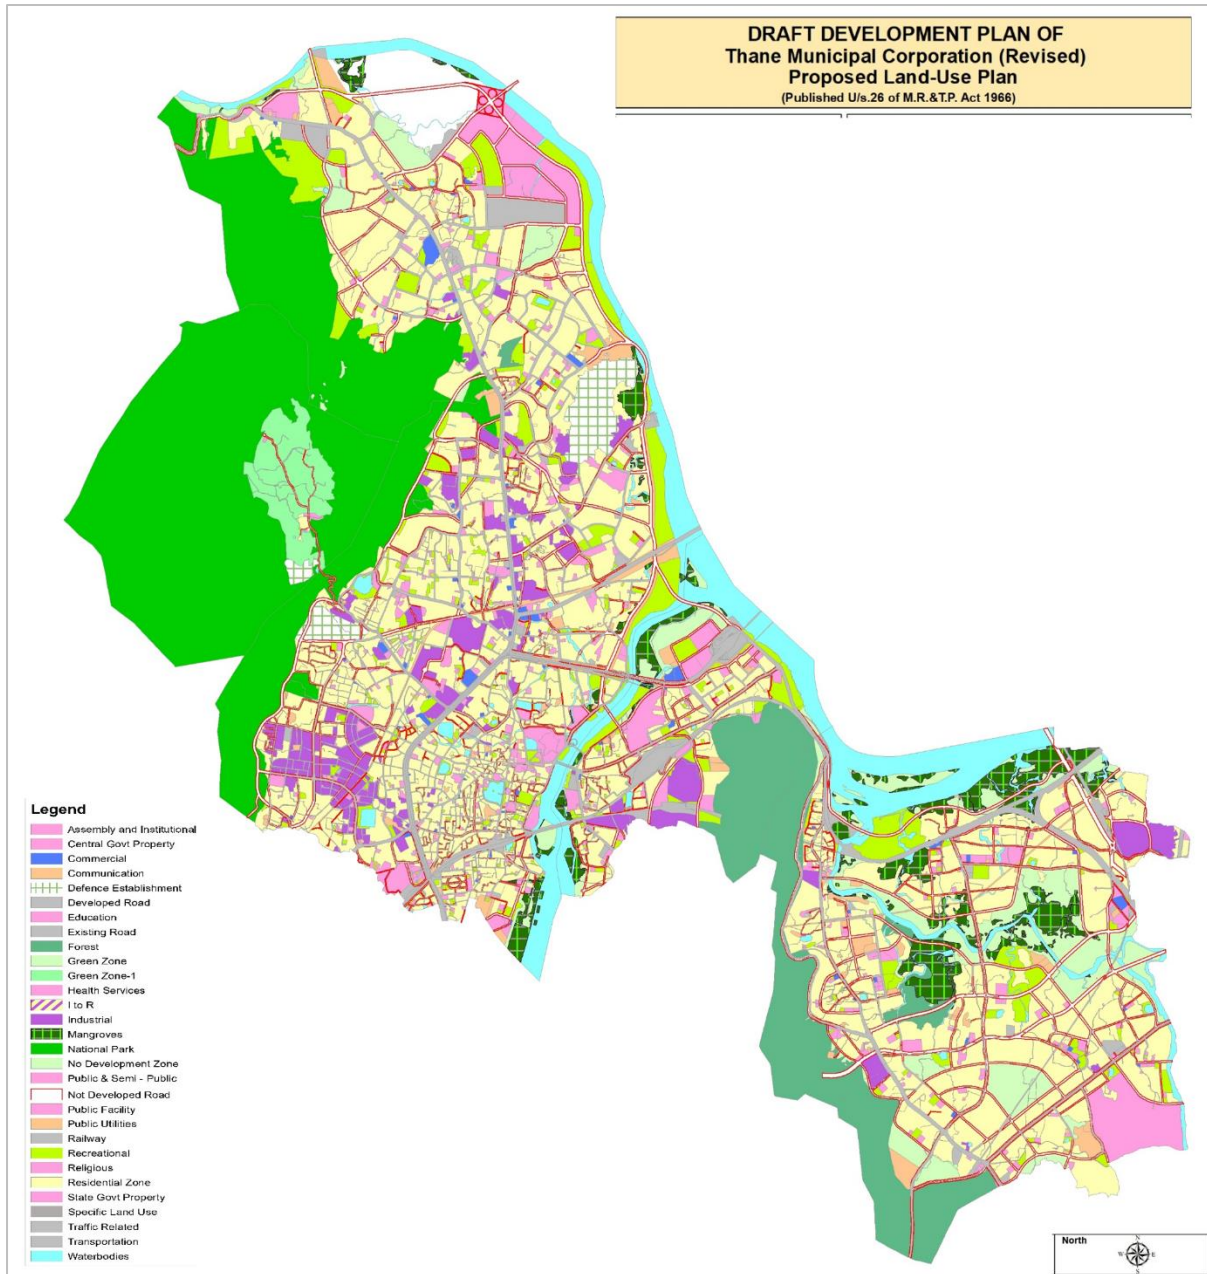 DRAFT DEVELOPMENT PLAN OF
Thane Municipal Corporation (Revised)
Proposed Land-Use Plan
(Published U/s.26 of M.R.&T.P. Act 1966)
Legend
Assembly and Institutional
Central Govt Property
Commercial
Communication
Defence Establishment
Developed Road
Education
Existing Road
Forest
Green Zone
Green Zone-1
Health Services
I to R
Industrial
Mangroves
National Park
No Development Zone
Public & Semi - Public
Not Developed Road
Public Facility
Public Utilities
Railway
Recreational
Religious
Residential Zone
State Govt Property
Specific Land Use
Traffic Related
Transportation
Waterbodies
North
N
W E
S